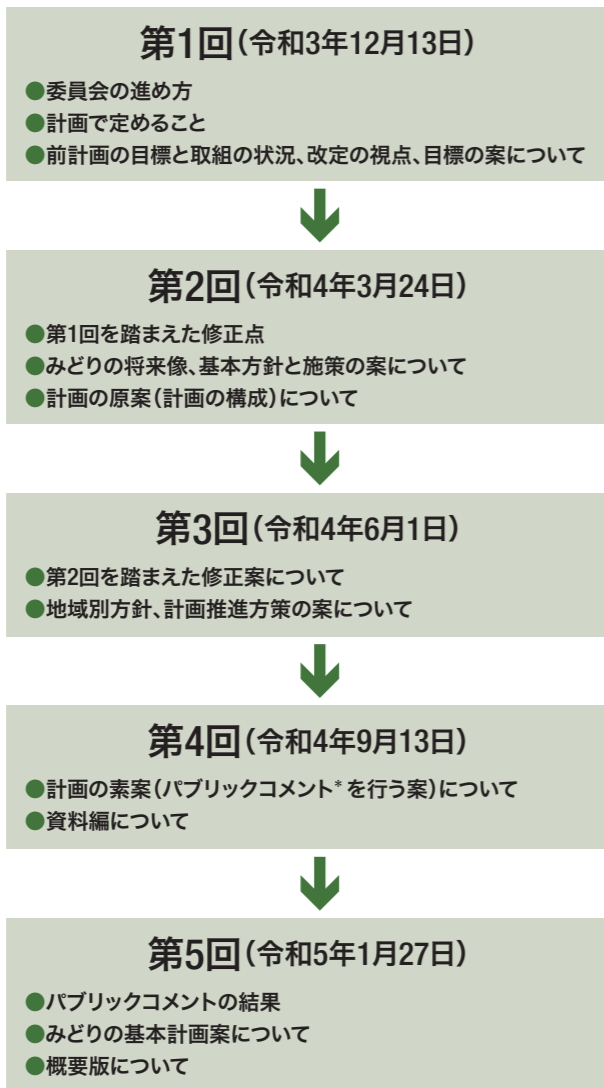 第1回(令和3年12月13日)
●委員会の進め方
●計画で定めること
●前計画の目標と取組の状況、改定の視点、目標の案について
第2回(令和4年3月24日)
●第1回を踏まえた修正点
●みどりの将来像、基本方針と施策の案について
●計画の原案(計画の構成)について
第3回(令和4年6月1日)
●第2回を踏まえた修正案について
●地域別方針、計画推進方策の案について
第4回(令和4年9月13日)
●計画の素案(パブリックコメント*を行う案)について
●資料編について
第5回(令和5年1月27日)
●パブリックコメントの結果
●みどりの基本計画案について
●概要版について